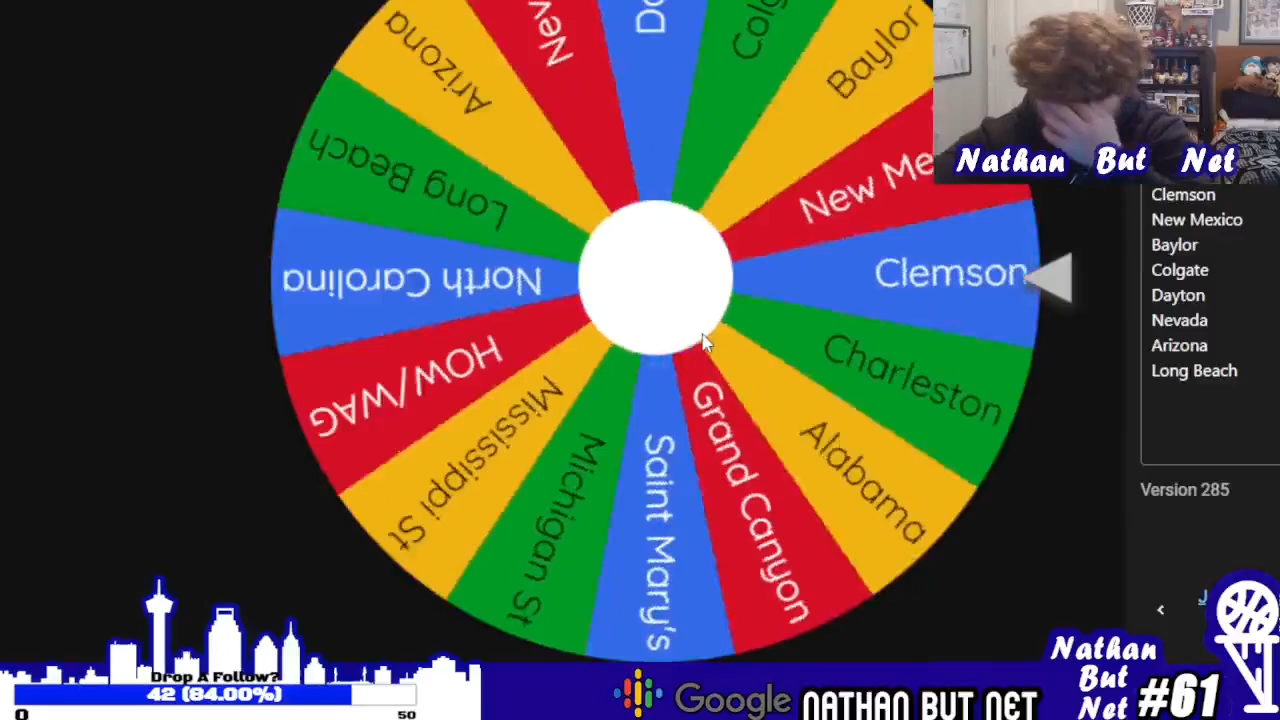 Baylor
New Me
Clemson
Charleston
Alabama
Grand Canyon
Saint Mary's
Michigan St
Mississippi St
HOW/WAG
North Carolina
Long Beach
Arizona
Nev
Colg
Nathan But Net
Clemson
New Mexico
Baylor
Colgate
Dayton
Nevada
Arizona
Long Beach
Version 285
Drop A Follow?
42 (84.00%)
0 50
Google
NATHAN BUT NET
Nathan
But
Net
#61